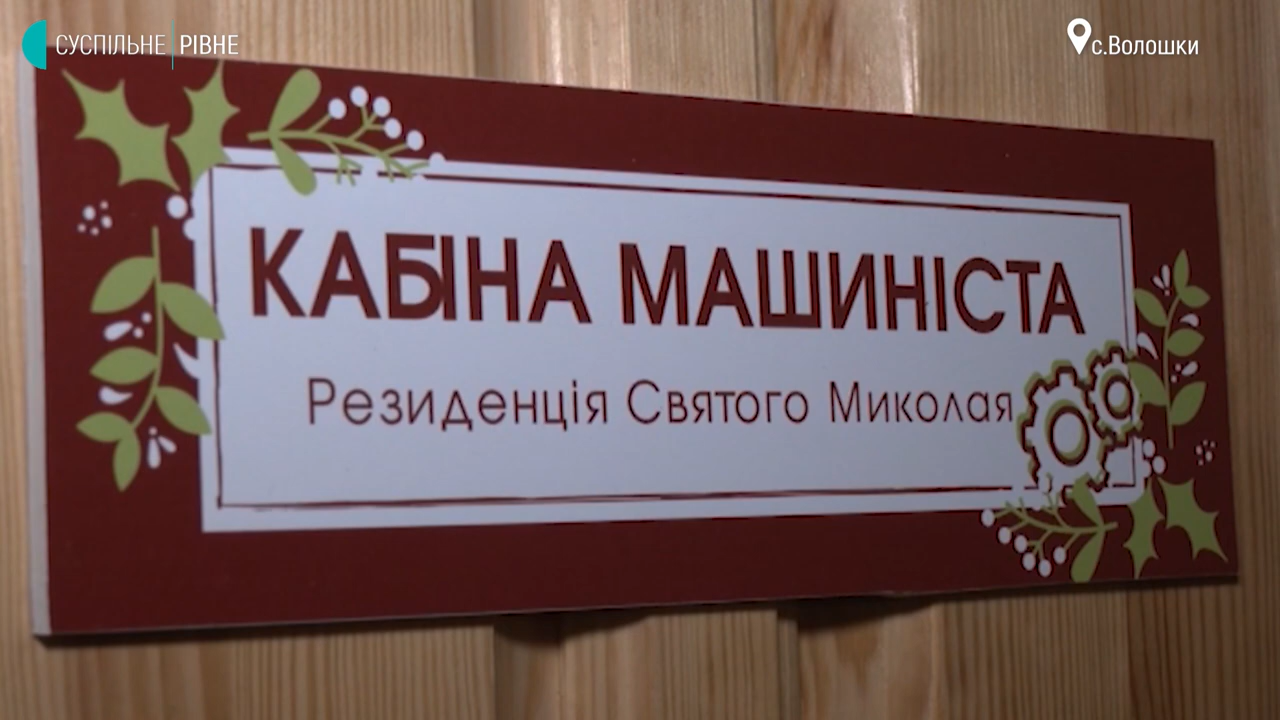 СУСПІЛЬНЕ РІВНЕ
с.Волошки
КАБІНА МАШИНІСТА
Резиденція Святого Миколая